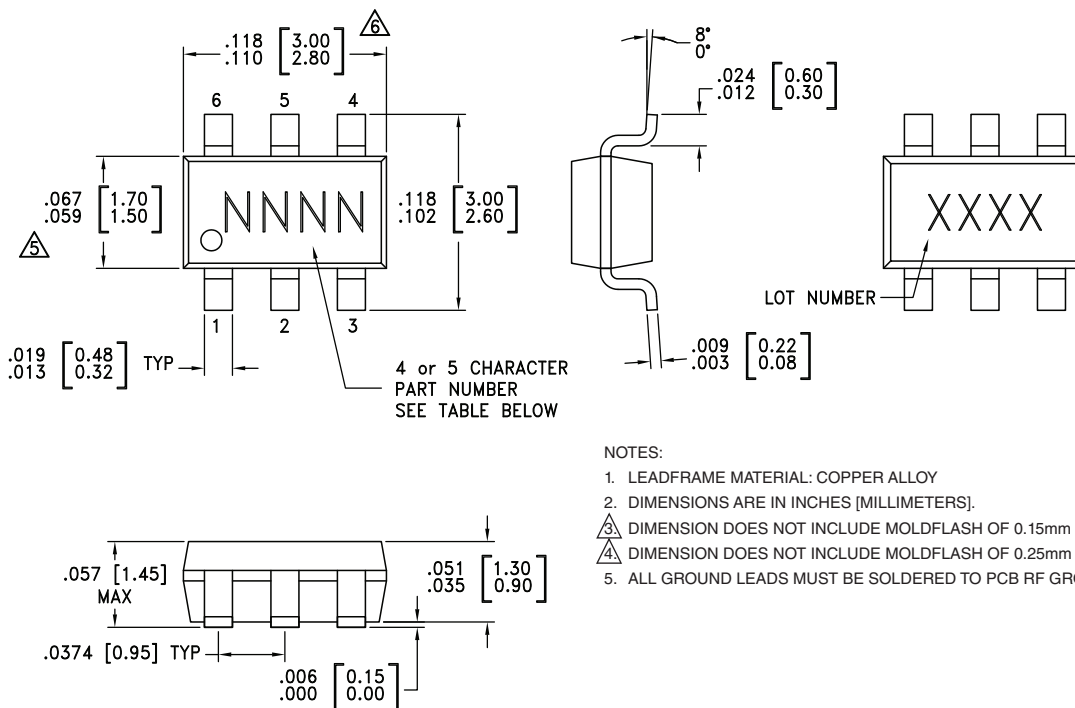 6
.118 [3.00]
.110 [2.80]
6 5 4
.067 [1.70]
.059 [1.50]
5
NNNN
.118 [3.00]
.102 [2.60]
1 2 3
.019 [0.48] TYP
.013 [0.32]
4 or 5 CHARACTER
PART NUMBER
SEE TABLE BELOW
8°
0°
.024 [0.60]
.012 [0.30]
.009 [0.22]
.003 [0.08]
XXXX
LOT NUMBER
.057 [1.45]
MAX
.051 [1.30]
.035 [0.90]
.0374 [0.95] TYP
.006 [0.15]
.000 [0.00]
NOTES:
1. LEADFRAME MATERIAL: COPPER ALLOY
2. DIMENSIONS ARE IN INCHES [MILLIMETERS].
3. DIMENSION DOES NOT INCLUDE MOLDFLASH OF 0.15mm
4. DIMENSION DOES NOT INCLUDE MOLDFLASH OF 0.25mm
5. ALL GROUND LEADS MUST BE SOLDERED TO PCB RF